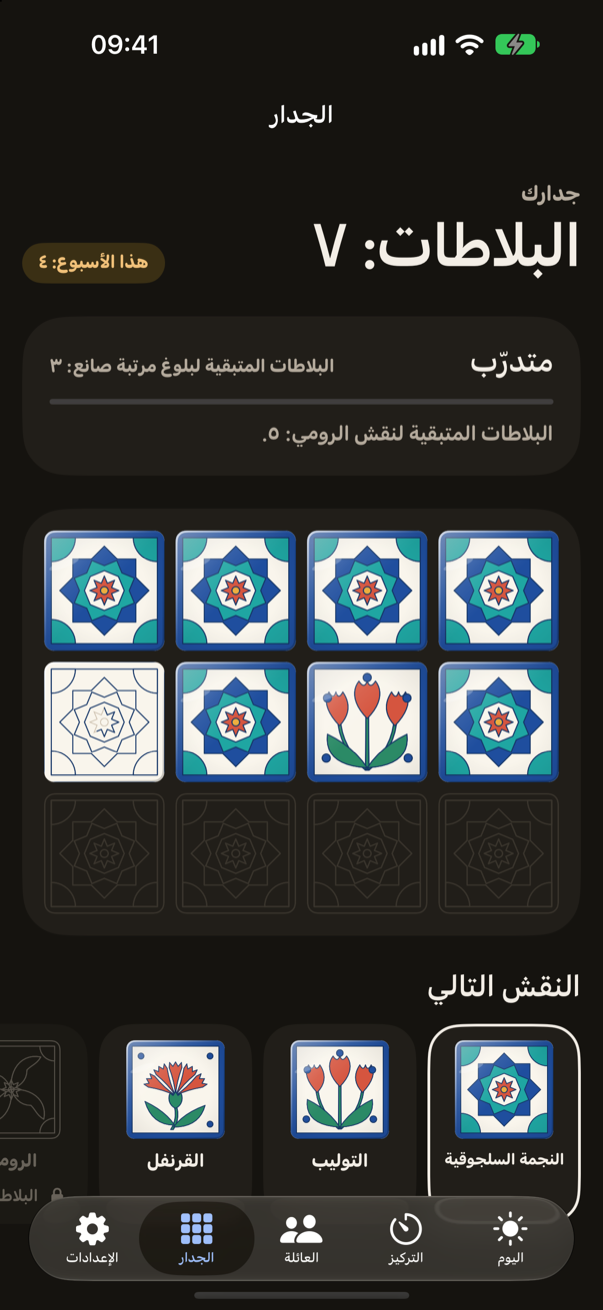 09:41
الجدار
جدارك
البلاطات: ٧
هذا الأسبوع: ٤
متدرّب
البلاطات المتبقية لبلوغ مرتبة صانع: ٣
البلاطات المتبقية لنقش الرومي: ٥.
النقش التالي
النجمة السلجوقية
التوليب
القرنفل
اليوم
التركيز
العائلة
الجدار
الإعدادات